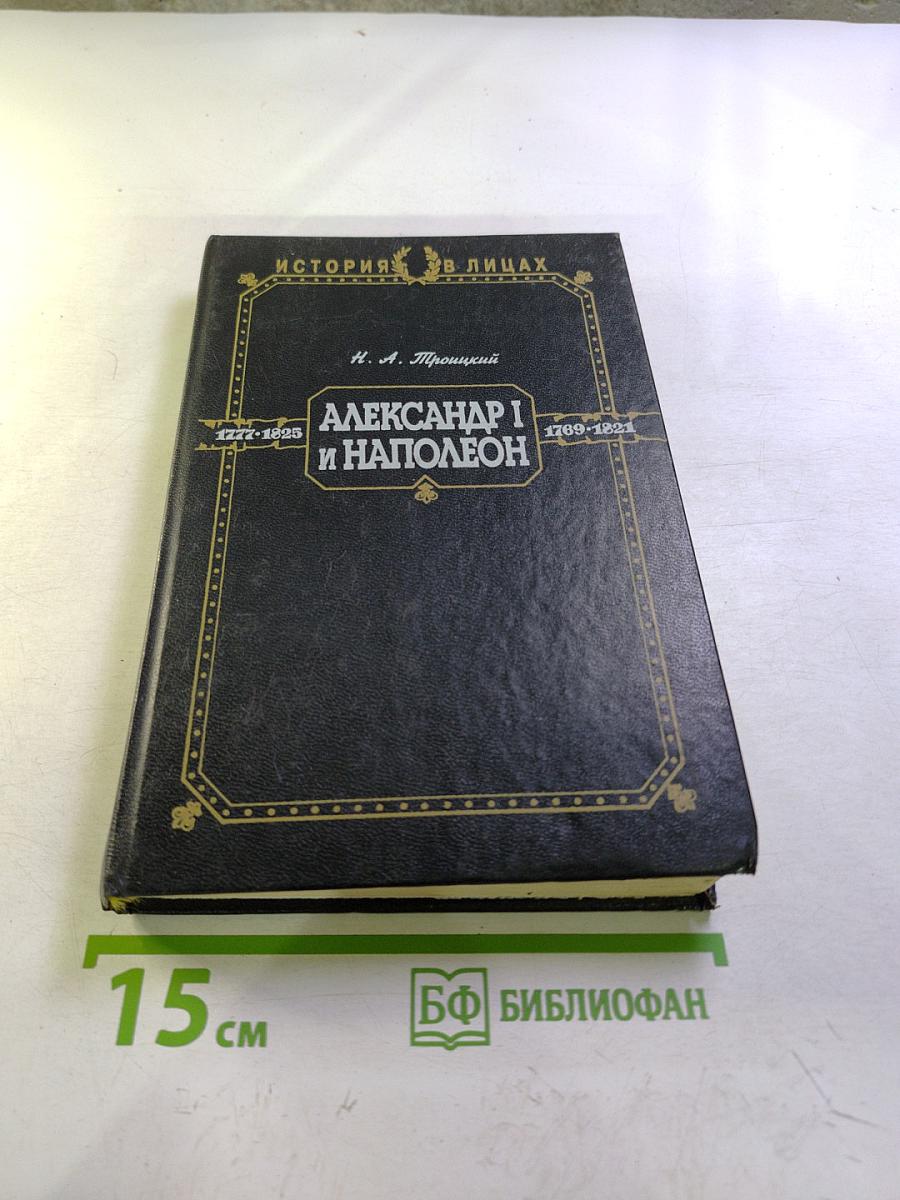 ИСТОРИЯ В ЛИЦАХ
Н. А. Троицкий
1777•1825
АЛЕКСАНДР I
и НАПОЛЕОН
1769•1821
15 см
БФ БИБЛИОФАН